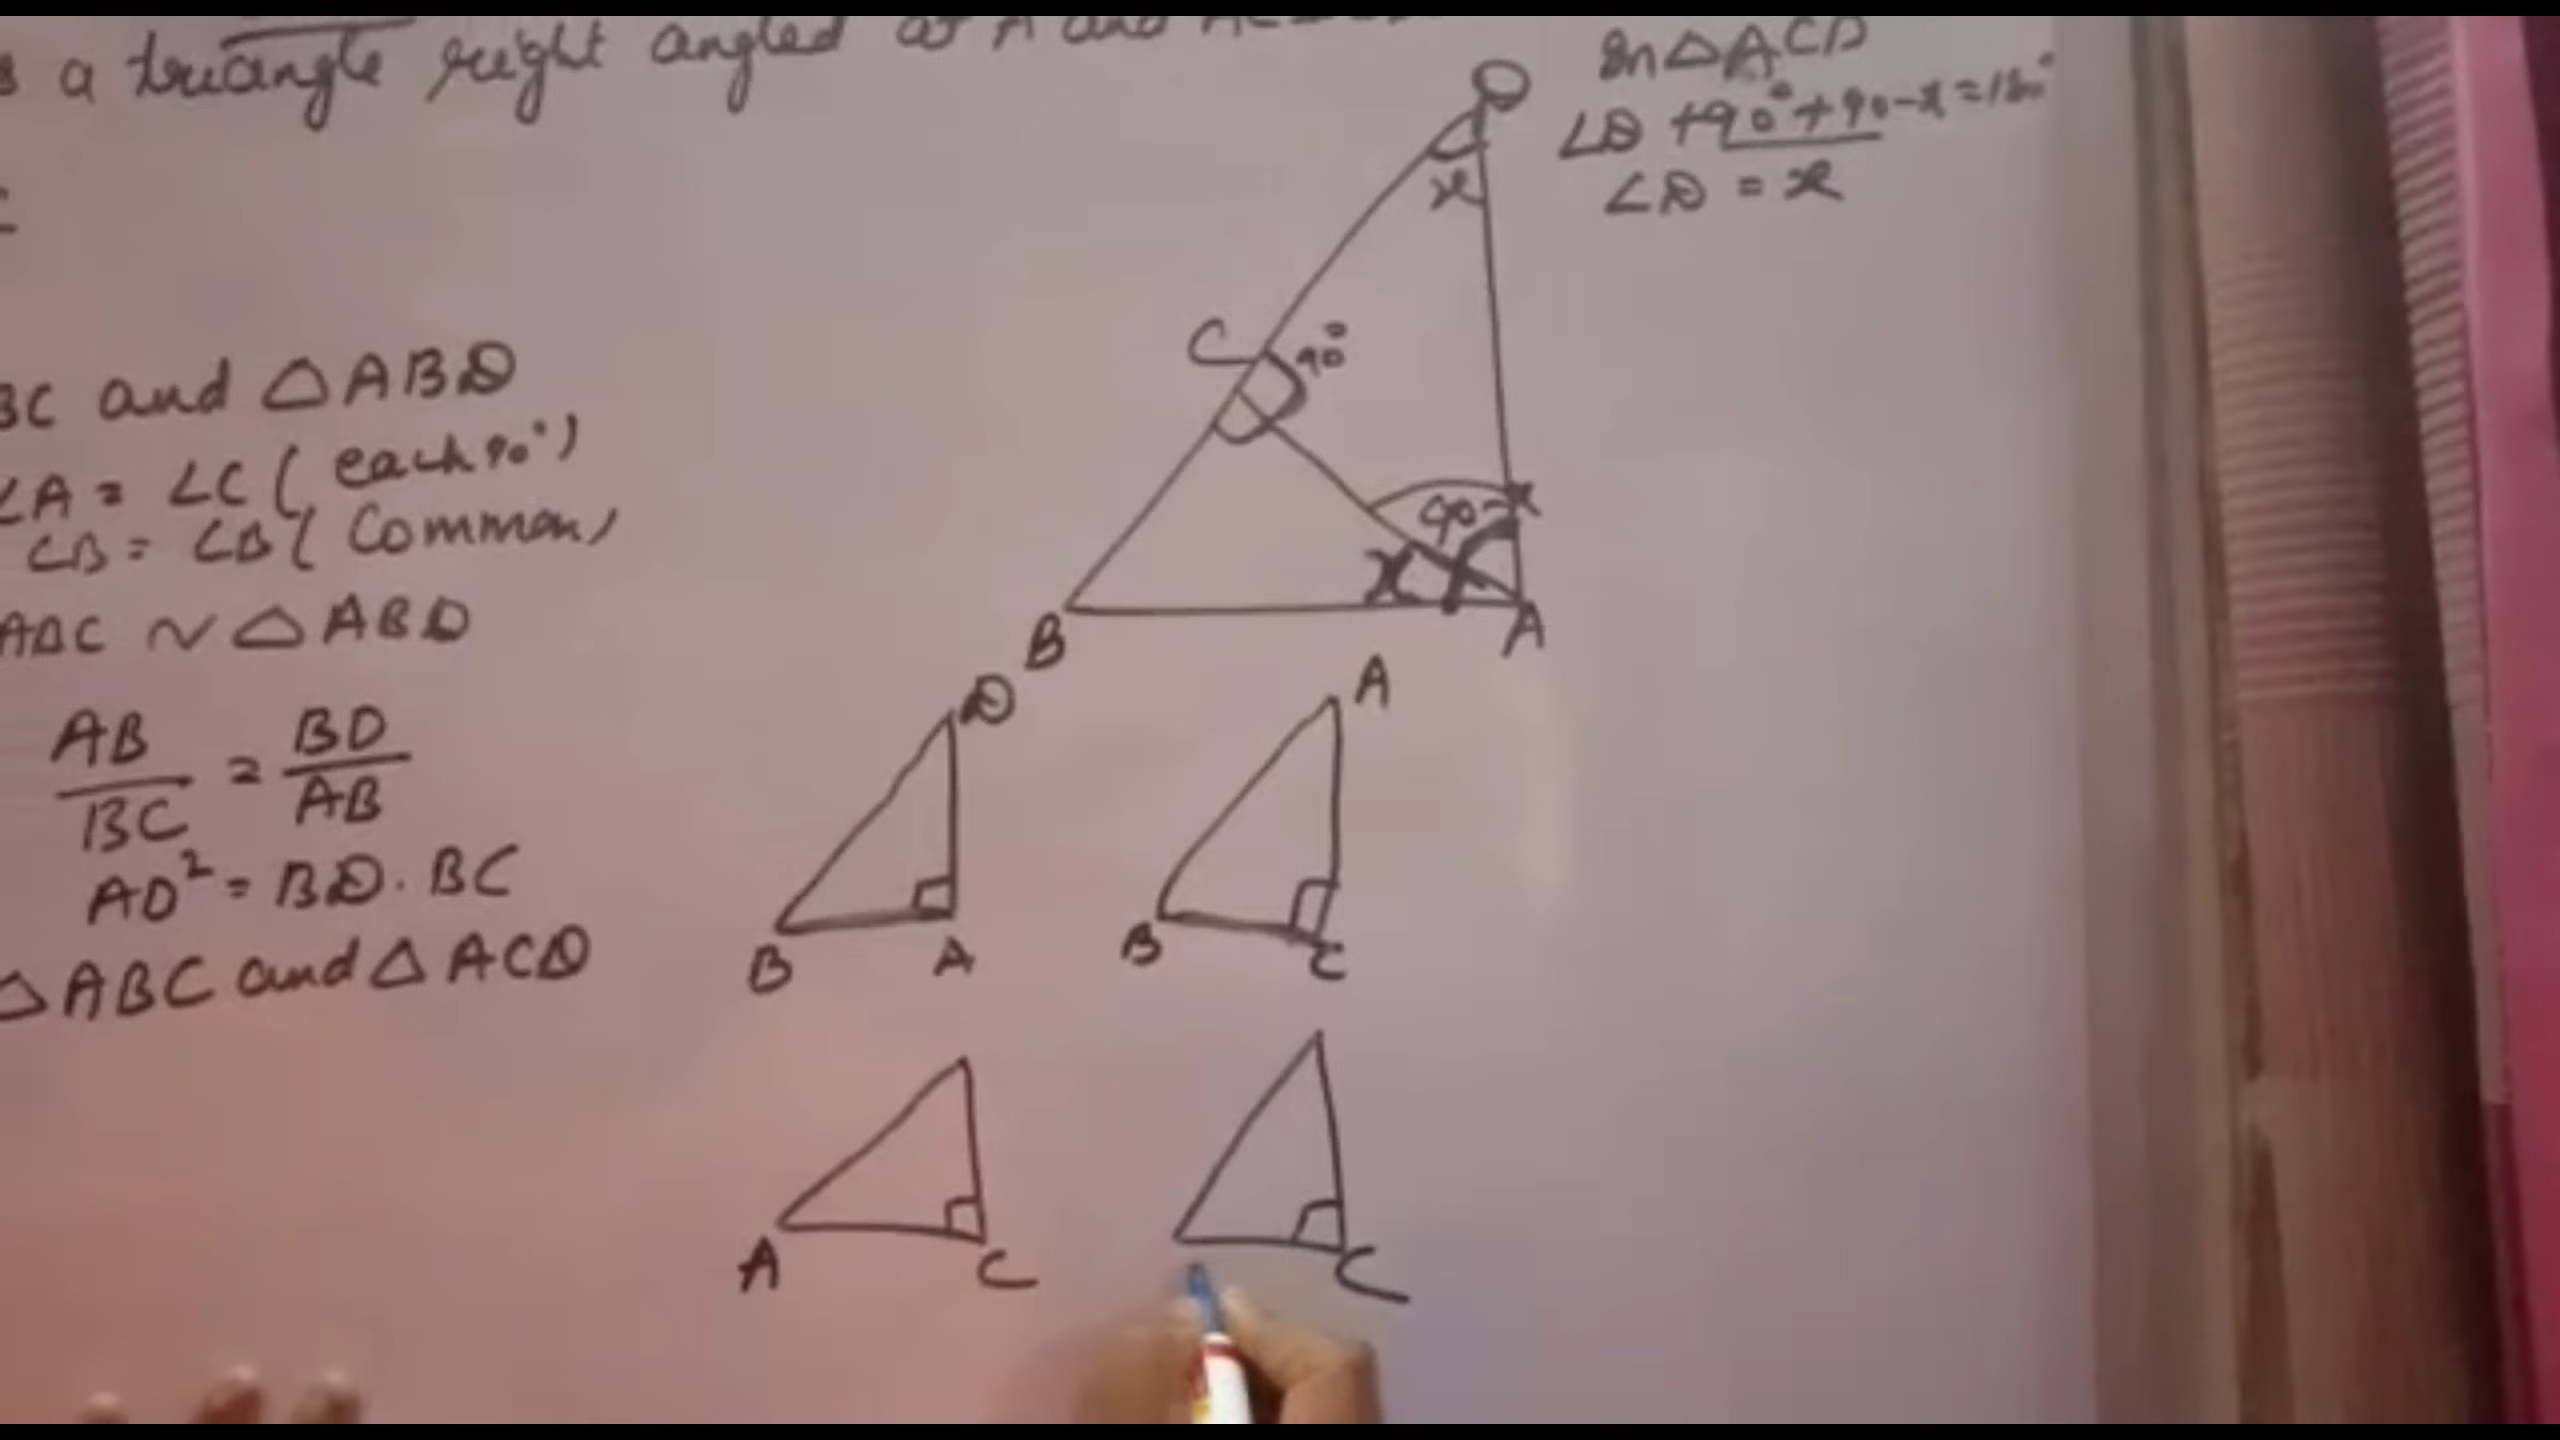 a triangle right angled at A and
In △ACD
∠D +90°+90-x=180°
∠D = x
D
x
C 90°
90-x
x
B A
BC and △ABD
∠A = ∠C (each 90°)
∠B = ∠B (Common)
ABC ~ △ABD
AB/BC = BD/AB
AD² = BD.BC
△ABC and △ACD
D
B A
A
B C
A C
C